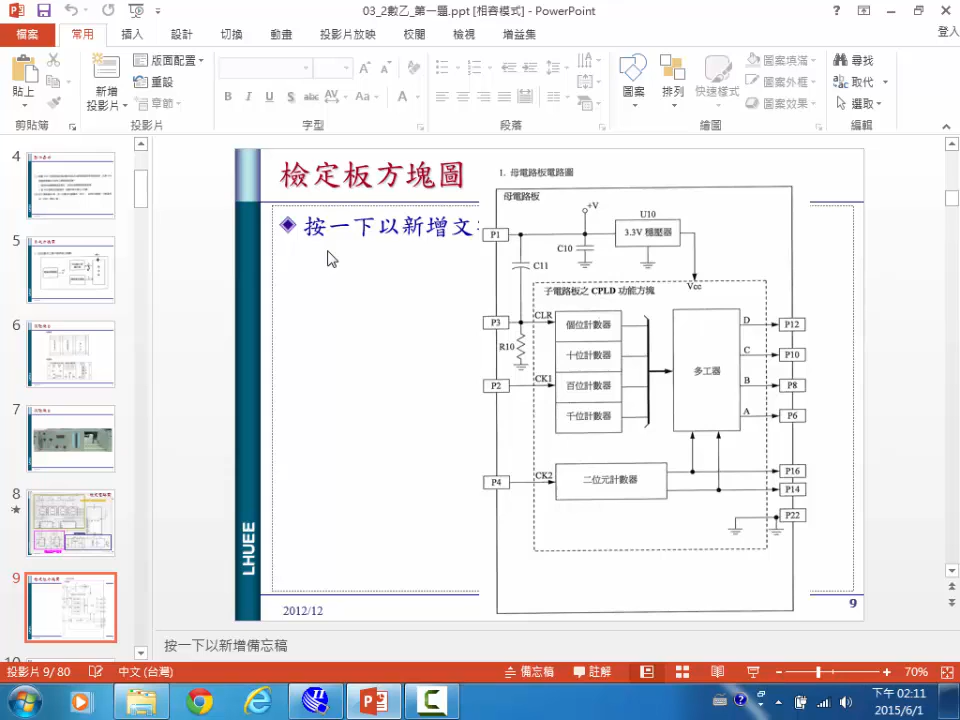 03_2數乙_第一題.ppt [相容模式] - PowerPoint
檔案 常用 插入 設計 切換 動畫 投影片放映 校閱 檢視 增益集 登入
貼上
新增
投影片
版面配置
重設
章節
B I U S abc AV Aa A
圖案 排列 快速樣式
圖案填滿
圖案外框
圖案效果
尋找
取代
選取
剪貼簿 投影片 字型 段落 繪圖 編輯
4
5
6
7
8
9
檢定板方塊圖
按一下以新增文
1. 母電路板電路圖
母電路板
+V
U10
3.3V 穩壓器
P1
C10
C11
Vcc
子電路板之 CPLD 功能方塊
P3
CLR
R10
P2
CK1
個位計數器
十位計數器
百位計數器
千位計數器
多工器
D
P12
C
P10
B
P8
A
P6
P4
CK2
二位元計數器
P16
P14
P22
LHUEE
2012/12
9
按一下以新增備忘稿
投影片 9/80 中文 (台灣) 備忘稿 註解 70%
下午 02:11
2015/6/1